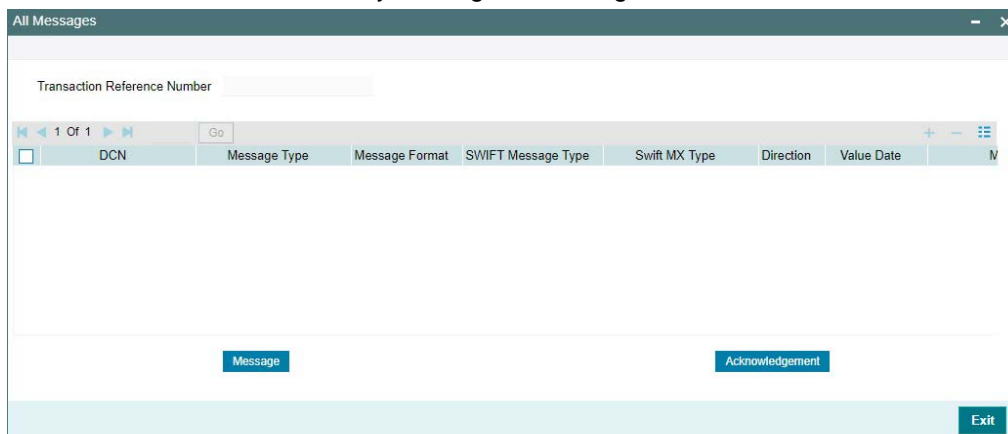 All Messages
Transaction Reference Number
1 Of 1 Go
DCN Message Type Message Format SWIFT Message Type Swift MX Type Direction Value Date M
Message Acknowledgement
Exit